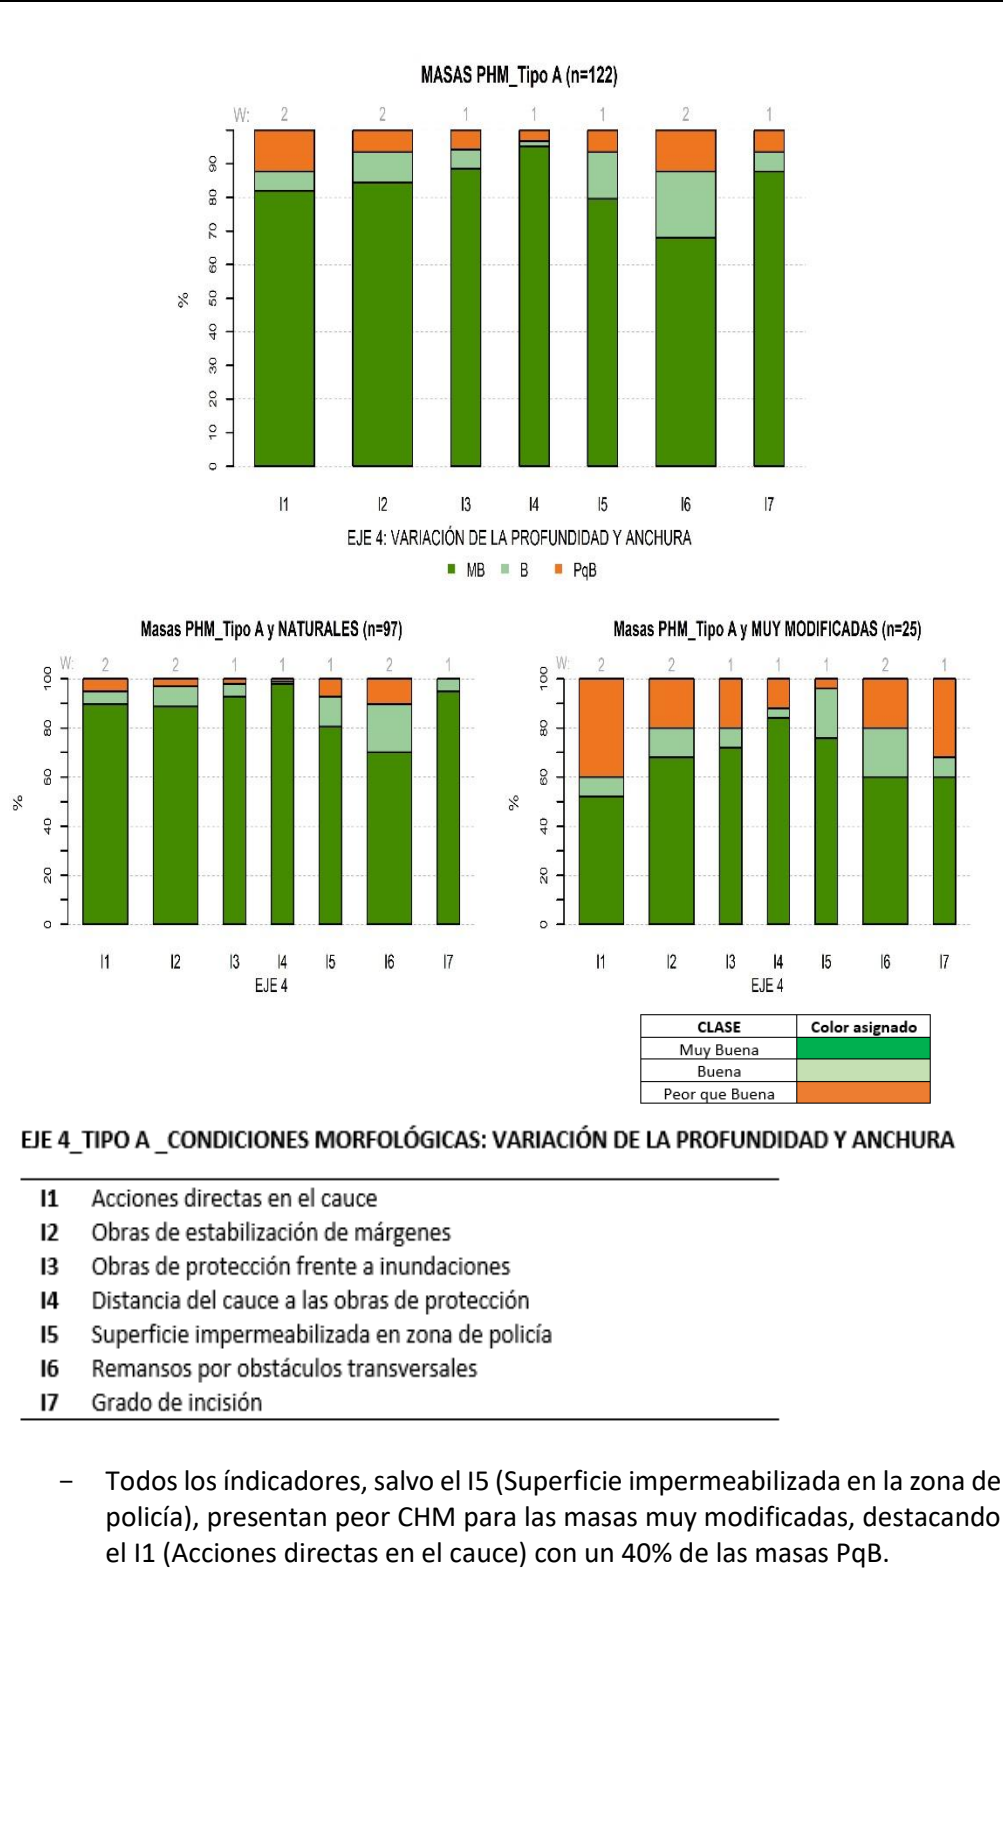 MASAS PHM_Tipo A (n=122)
W: 2 2 1 1 1 2 1
90
80
70
60
50
40
30
20
10
0
%
I1 I2 I3 I4 I5 I6 I7
EJE 4: VARIACIÓN DE LA PROFUNDIDAD Y ANCHURA
MB B PqB
Masas PHM_Tipo A y NATURALES (n=97)
W: 2 2 1 1 1 2 1
100
80
60
40
20
0
%
I1 I2 I3 I4 I5 I6 I7
EJE 4
Masas PHM_Tipo A y MUY MODIFICADAS (n=25)
W: 2 2 1 1 1 2 1
100
80
60
40
20
0
%
I1 I2 I3 I4 I5 I6 I7
EJE 4
CLASE Color asignado
Muy Buena
Buena
Peor que Buena
EJE 4_TIPO A _CONDICIONES MORFOLÓGICAS: VARIACIÓN DE LA PROFUNDIDAD Y ANCHURA
I1 Acciones directas en el cauce
I2 Obras de estabilización de márgenes
I3 Obras de protección frente a inundaciones
I4 Distancia del cauce a las obras de protección
I5 Superficie impermeabilizada en zona de policía
I6 Remansos por obstáculos transversales
I7 Grado de incisión
− Todos los índicadores, salvo el I5 (Superficie impermeabilizada en la zona de
policía), presentan peor CHM para las masas muy modificadas, destacando
el I1 (Acciones directas en el cauce) con un 40% de las masas PqB.